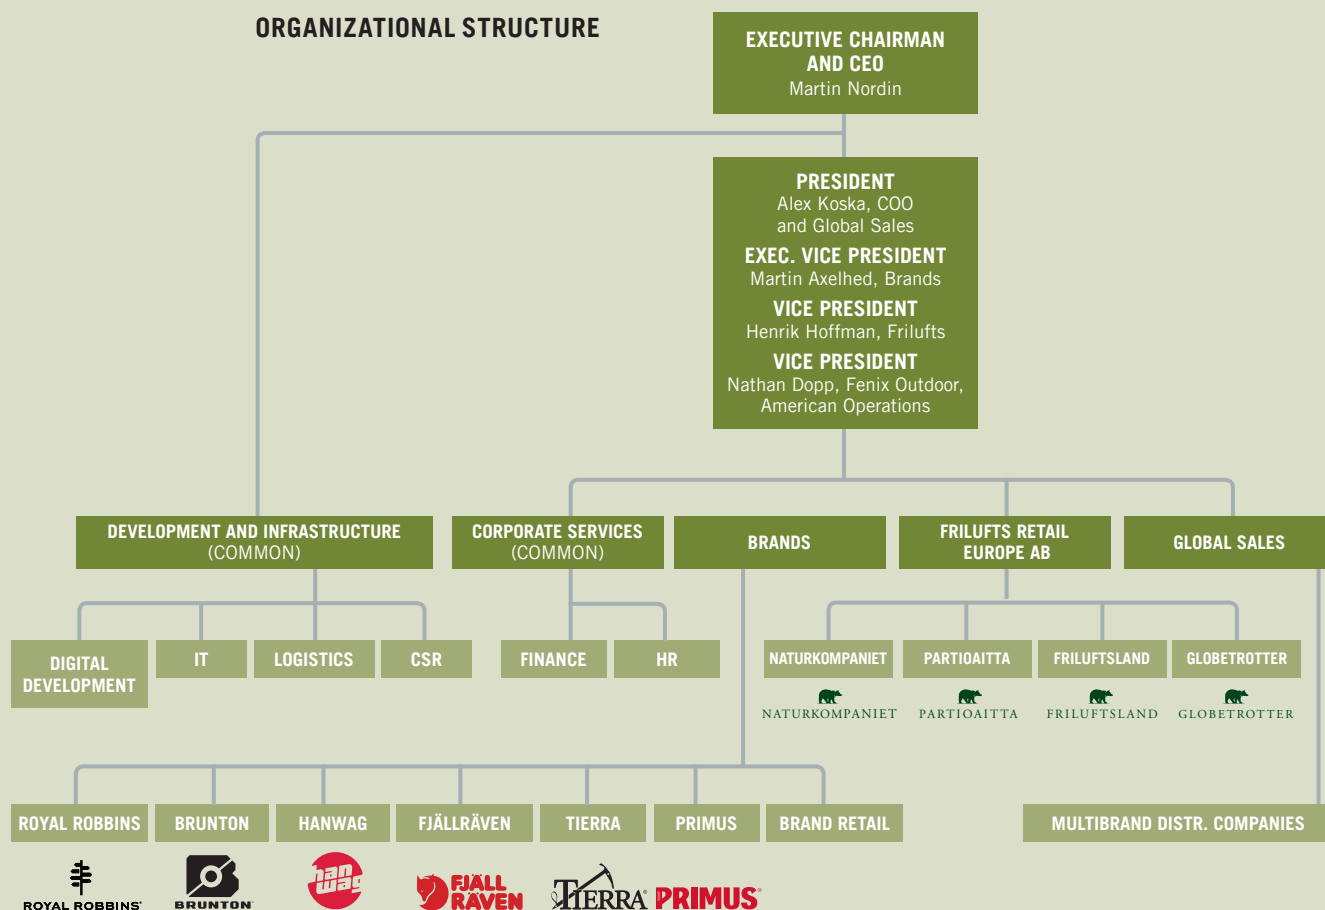 ORGANIZATIONAL STRUCTURE
EXECUTIVE CHAIRMAN
AND CEO
Martin Nordin
PRESIDENT
Alex Koska, COO
and Global Sales
EXEC. VICE PRESIDENT
Martin Axelhed, Brands
VICE PRESIDENT
Henrik Hoffman, Frilufts
VICE PRESIDENT
Nathan Dopp, Fenix Outdoor,
American Operations
DEVELOPMENT AND INFRASTRUCTURE
(COMMON)
CORPORATE SERVICES
(COMMON)
BRANDS
FRILUFTS RETAIL
EUROPE AB
GLOBAL SALES
DIGITAL
DEVELOPMENT
IT
LOGISTICS
CSR
FINANCE
HR
NATURKOMPANIET
PARTIOAITTA
FRILUFTSLAND
GLOBETROTTER
NATURKOMPANIET
PARTIOAITTA
FRILUFTSLAND
GLOBETROTTER
ROYAL ROBBINS
BRUNTON
HANWAG
FJÄLLRÄVEN
TIERRA
PRIMUS
BRAND RETAIL
MULTIBRAND DISTR. COMPANIES
ROYAL ROBBINS®
BRUNTON
han
wag
FJÄLL
RÄVEN
TIERRA®
PRIMUS®